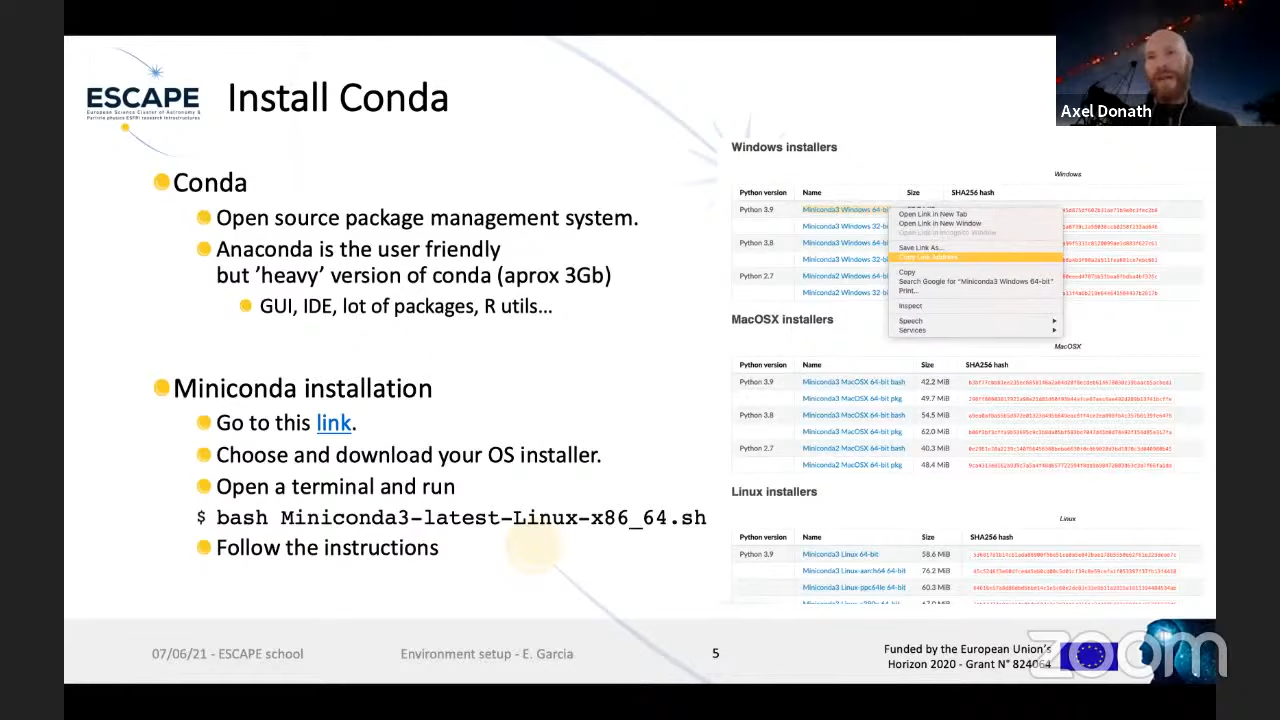 ESCAPE
European Science Cluster of Astronomy &
Particle physics ESFRI research Infrastructures
Install Conda
Axel Donath
Conda
Open source package management system.
Anaconda is the user friendly
but ’heavy’ version of conda (aprox 3Gb)
GUI, IDE, lot of packages, R utils...
Miniconda installation
Go to this link.
Choose and download your OS installer.
Open a terminal and run
$ bash Miniconda3-latest-Linux-x86_64.sh
Follow the instructions
Windows installers
Windows
Python version Name Size SHA256 hash
Python 3.9 Miniconda3 Windows 64-bi
Miniconda3 Windows 32-b
Python 3.8 Miniconda3 Windows 64-b
Miniconda3 Windows 32-b
Python 2.7 Miniconda2 Windows 64-b
Miniconda2 Windows 32-b
Open Link in New Tab
Open Link in New Window
Open Link in Incognito Window
Save Link As...
Copy Link Address
Copy
Search Google for "Miniconda3 Windows 64-bit"
Print...
Inspect
Speech
Services
MacOSX installers
MacOSX
Python version Name Size SHA256 hash
Python 3.9 Miniconda3 MacOSX 64-bit bash 42.2 MiB
Miniconda3 MacOSX 64-bit pkg 49.7 MiB
Python 3.8 Miniconda3 MacOSX 64-bit bash 54.5 MiB
Miniconda3 MacOSX 64-bit pkg 62.0 MiB
Python 2.7 Miniconda2 MacOSX 64-bit bash 40.3 MiB
Miniconda2 MacOSX 64-bit pkg 48.4 MiB
Linux installers
Linux
Python version Name Size SHA256 hash
Python 3.9 Miniconda3 Linux 64-bit 58.6 MiB
Miniconda3 Linux-aarch64 64-bit 76.2 MiB
Miniconda3 Linux-ppc64le 64-bit 60.3 MiB
07/06/21 - ESCAPE school
Environment setup - E. Garcia
5
Funded by the European Union’s
Horizon 2020 - Grant N° 824064
zoom